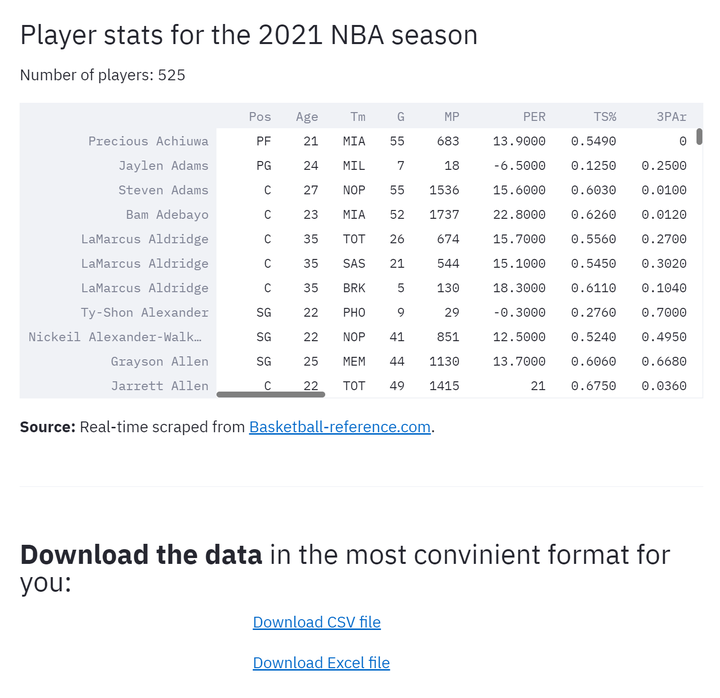 Player stats for the 2021 NBA season
Number of players: 525
Pos Age Tm G MP PER TS% 3PAr
Precious Achiuwa PF 21 MIA 55 683 13.9000 0.5490 0
Jaylen Adams PG 24 MIL 7 18 -6.5000 0.1250 0.2500
Steven Adams C 27 NOP 55 1536 15.6000 0.6030 0.0100
Bam Adebayo C 23 MIA 52 1737 22.8000 0.6260 0.0120
LaMarcus Aldridge C 35 TOT 26 674 15.7000 0.5560 0.2700
LaMarcus Aldridge C 35 SAS 21 544 15.1000 0.5450 0.3020
LaMarcus Aldridge C 35 BRK 5 130 18.3000 0.6110 0.1040
Ty-Shon Alexander SG 22 PHO 9 29 -0.3000 0.2760 0.7000
Nickeil Alexander-Walk… SG 22 NOP 41 851 12.5000 0.5240 0.4950
Grayson Allen SG 25 MEM 44 1130 13.7000 0.6060 0.6680
Jarrett Allen C 22 TOT 49 1415 21 0.6750 0.0360
Source: Real-time scraped from Basketball-reference.com.
Download the data in the most convinient format for
you:
Download CSV file
Download Excel file